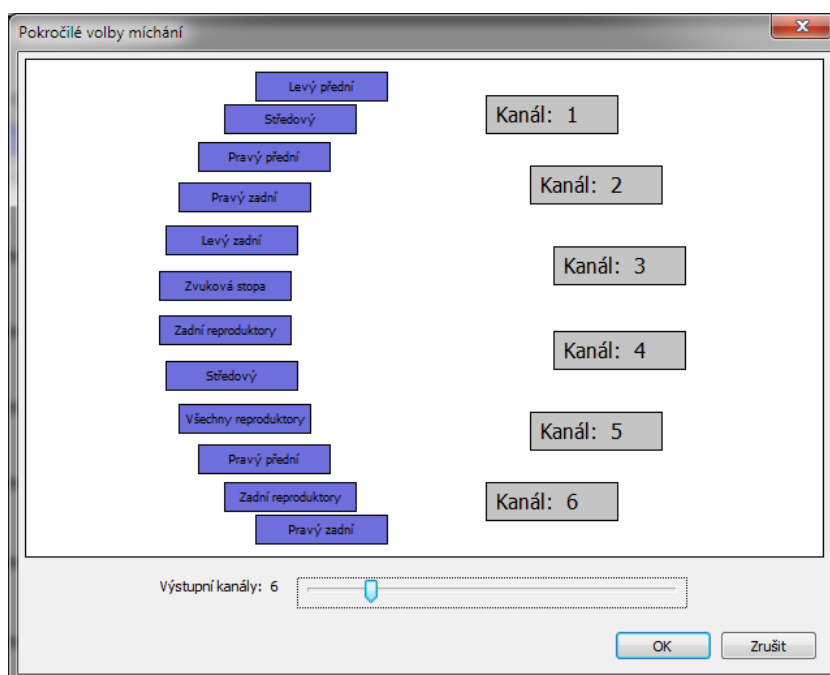 Pokročilé volby míchání
Levý přední
Středový
Pravý přední
Pravý zadní
Levý zadní
Zvuková stopa
Zadní reproduktory
Středový
Všechny reproduktory
Pravý přední
Zadní reproduktory
Pravý zadní
Kanál: 1
Kanál: 2
Kanál: 3
Kanál: 4
Kanál: 5
Kanál: 6
Výstupní kanály: 6
OK
Zrušit